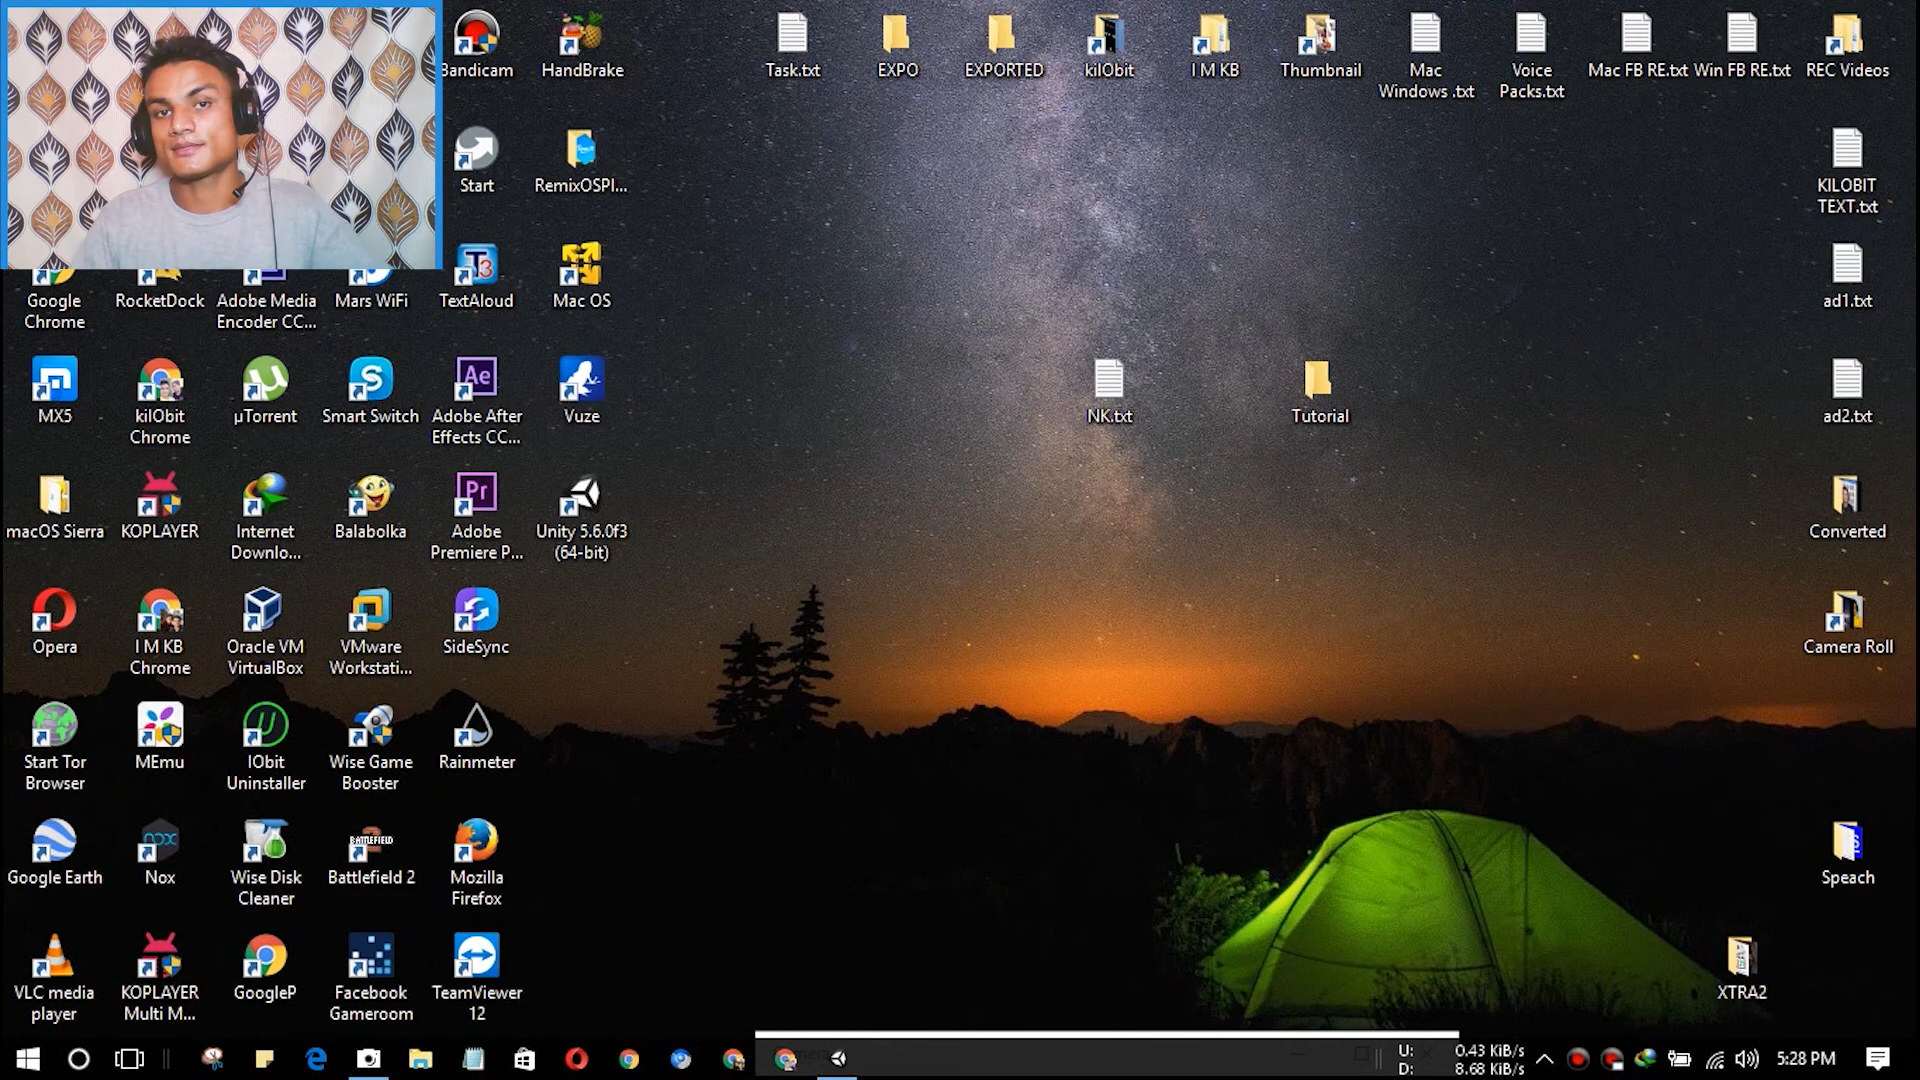 Bandicam
HandBrake
Task.txt
EXPO
EXPORTED
kilObit
I M KB
Thumbnail
Mac
Windows .txt
Voice
Packs.txt
Mac FB RE.txt
Win FB RE.txt
REC Videos
Start
RemixOSPI...
KILOBIT
TEXT.txt
Google
Chrome
RocketDock
Adobe Media
Encoder CC...
Mars WiFi
TextAloud
Mac OS
ad1.txt
MX5
kilObit
Chrome
µTorrent
Smart Switch
Ae
Adobe After
Effects CC...
Vuze
NK.txt
Tutorial
ad2.txt
macOS Sierra
KOPLAYER
Internet
Downlo...
Balabolka
Pr
Adobe
Premiere P...
Unity 5.6.0f3
(64-bit)
Converted
Opera
I M KB
Chrome
Oracle VM
VirtualBox
VMware
Workstati...
SideSync
Camera Roll
Start Tor
Browser
MEmu
IObit
Uninstaller
Wise Game
Booster
Rainmeter
Google Earth
nox
Nox
Wise Disk
Cleaner
BATTLEFIELD
2
Battlefield 2
Mozilla
Firefox
Speach
VLC media
player
KOPLAYER
Multi M...
GoogleP
Facebook
Gameroom
TeamViewer
12
XTRA2
U: 0.43 KiB/s
D: 8.68 KiB/s
5:28 PM